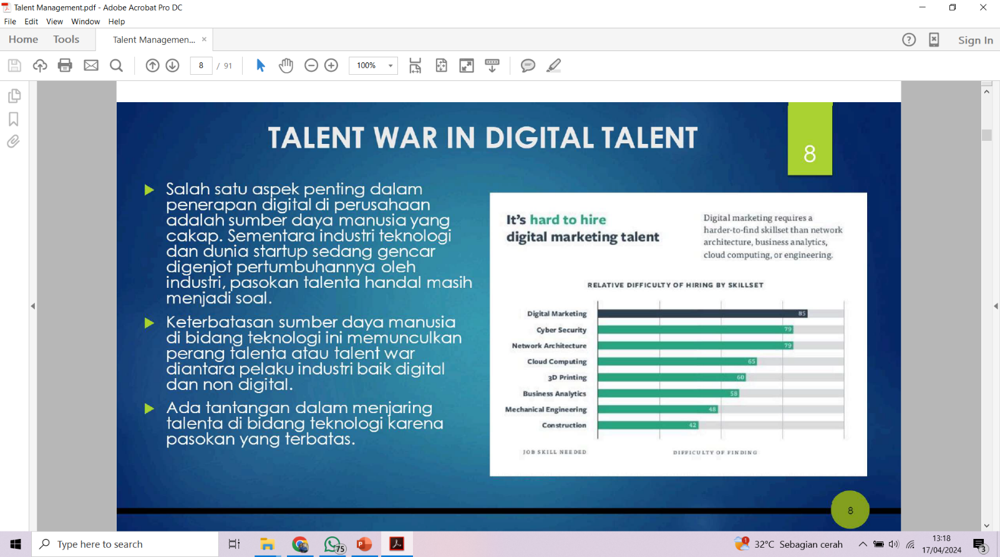 Talent Management.pdf - Adobe Acrobat Pro DC
File Edit View Window Help
Home Tools Talent Managemen... × Sign In
8 / 91 100%
TALENT WAR IN DIGITAL TALENT
8
Salah satu aspek penting dalam
penerapan digital di perusahaan
adalah sumber daya manusia yang
cakap. Sementara industri teknologi
dan dunia startup sedang gencar
digenjot pertumbuhannya oleh
industri, pasokan talenta handal masih
menjadi soal.
Keterbatasan sumber daya manusia
di bidang teknologi ini memunculkan
perang talenta atau talent war
diantara pelaku industri baik digital
dan non digital.
Ada tantangan dalam menjaring
talenta di bidang teknologi karena
pasokan yang terbatas.
It's hard to hire
digital marketing talent
Digital marketing requires a
harder-to-find skillset than network
architecture, business analytics,
cloud computing, or engineering.
RELATIVE DIFFICULTY OF HIRING BY SKILLSET
Digital Marketing 85
Cyber Security 79
Network Architecture 79
Cloud Computing 65
3D Printing 60
Business Analytics 58
Mechanical Engineering 48
Construction 42
JOB SKILL NEEDED DIFFICULTY OF FINDING
8
Type here to search 75 P 1 32°C Sebagian cerah 13:18
17/04/2024 3